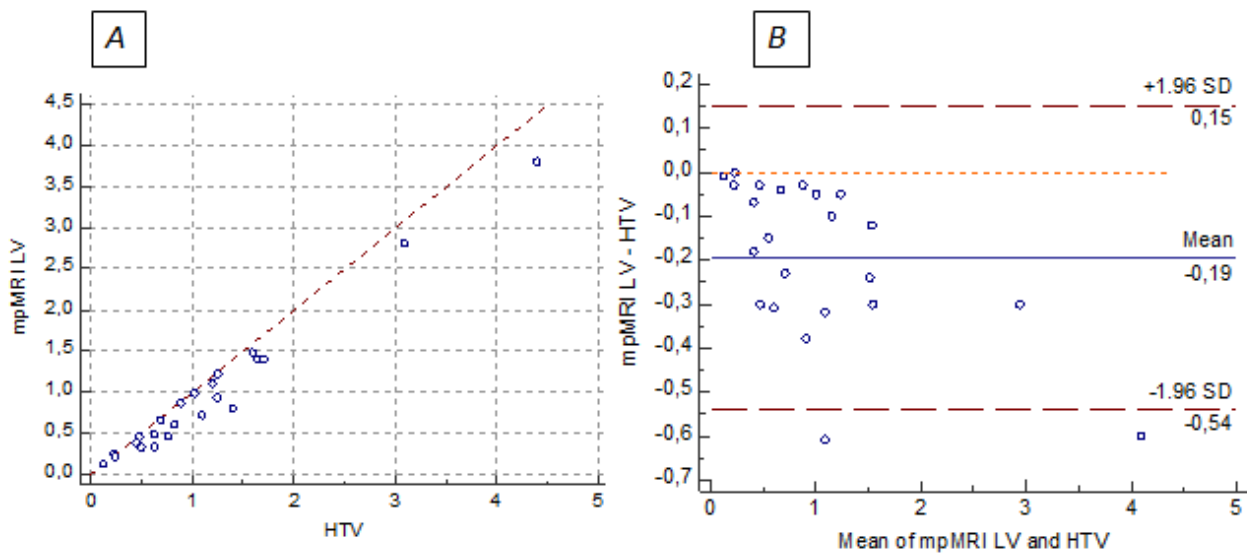 A
4,5
4,0
3,5
3,0
2,5
2,0
1,5
1,0
0,5
0,0
mpMRI LV
0 1 2 3 4 5
HTV
B
0,2
0,1
0,0
-0,1
-0,2
-0,3
-0,4
-0,5
-0,6
-0,7
mpMRI LV - HTV
+1.96 SD
0,15
Mean
-0,19
-1.96 SD
-0,54
0 1 2 3 4 5
Mean of mpMRI LV and HTV